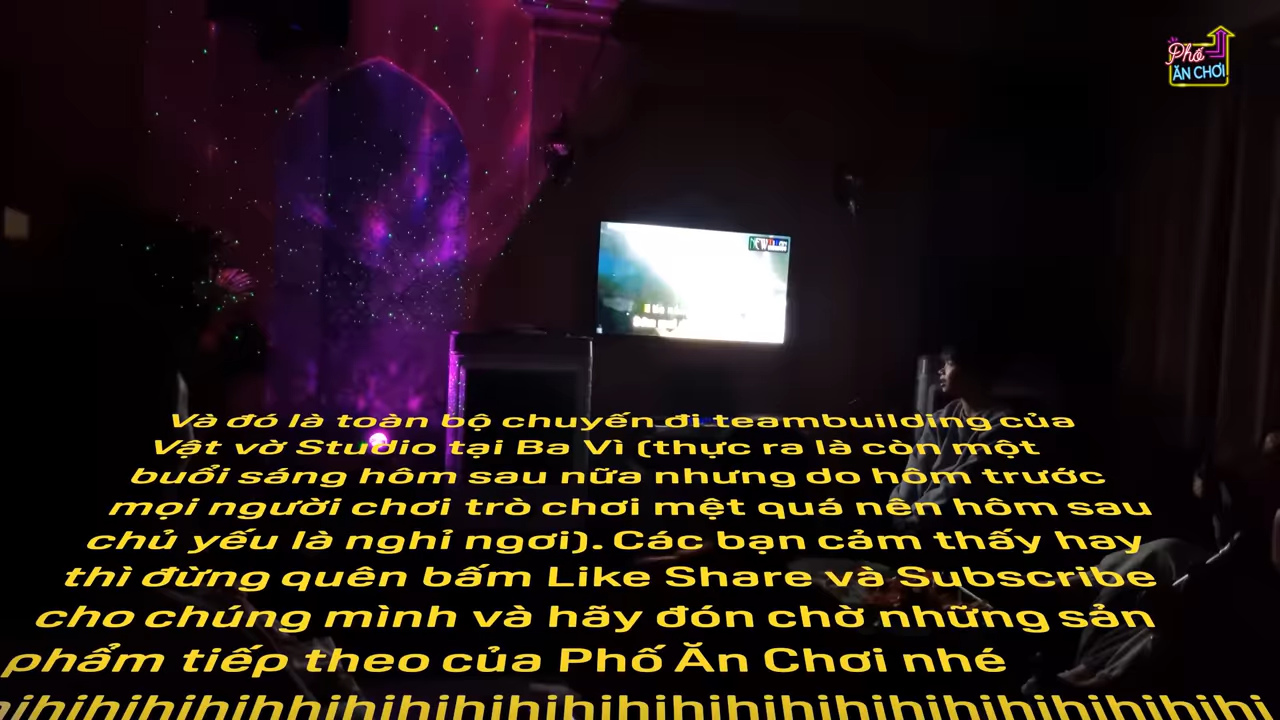 Phố
ĂN CHƠI
Và đó là toàn bộ chuyến đi teambuilding của
Vật vờ Studio tại Ba Vì (thực ra là còn một
buổi sáng hôm sau nữa nhưng do hôm trước
mọi người chơi trò chơi mệt quá nên hôm sau
chủ yếu là nghỉ ngơi). Các bạn cảm thấy hay
thì đừng quên bấm Like Share và Subscribe
cho chúng mình và hãy đón chờ những sản
phẩm tiếp theo của Phố Ăn Chơi nhé